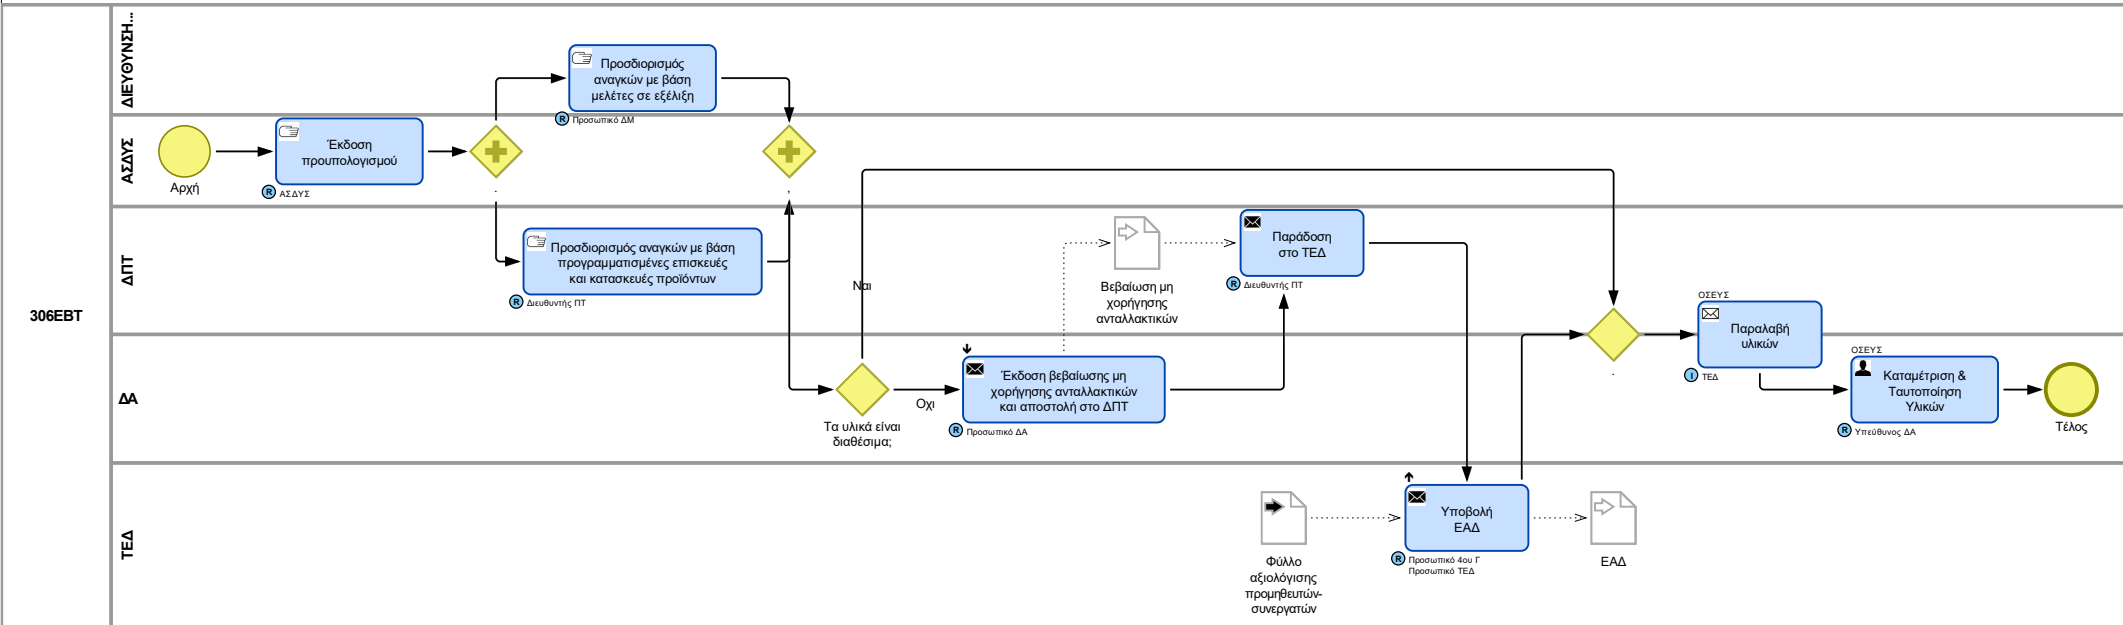 306ΕΒΤ
ΔΙΕΥΘΥΝΣΗ...
ΑΣΔΥΣ
ΔΠΤ
ΔΑ
ΤΕΔ
Αρχή
Έκδοση
προυπολογισμού
R ΑΣΔΥΣ
Προσδιορισμός
αναγκών με βάση
μελέτες σε εξέλιξη
R Προσωπικό ΔΜ
Προσδιορισμός αναγκών με βάση
προγραμματισμένες επισκευές
και κατασκευές προϊόντων
R Διευθυντής ΠΤ
Ναι
Τα υλικά είναι
διαθέσιμα;
Οχι
Έκδοση βεβαίωσης μη
χορήγησης ανταλλακτικών
και αποστολή στο ΔΠΤ
R Προσωπικό ΔΑ
Βεβαίωση μη
χορήγησης
ανταλλακτικών
Παράδοση
στο ΤΕΔ
R Διευθυντής ΠΤ
Φύλλο
αξιολόγισης
προμηθευτών-
συνεργατών
Υποβολή
ΕΑΔ
R Προσωπικό 4ου Γ
Προσωπικό ΤΕΔ
ΕΑΔ
ΟΣΕΥΣ
Παραλαβή
υλικών
I ΤΕΔ
ΟΣΕΥΣ
Καταμέτριση &
Ταυτοποίηση
Υλικών
R Υπεύθυνος ΔΑ
Τέλος